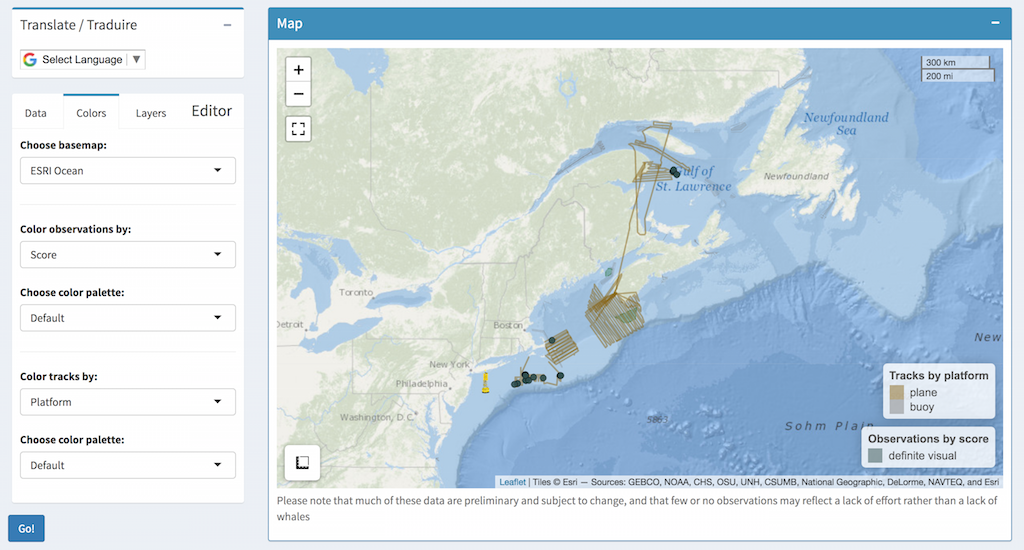 Translate / Traduire
Select Language
Data
Colors
Layers
Editor
Choose basemap:
ESRI Ocean
Color observations by:
Score
Choose color palette:
Default
Color tracks by:
Platform
Choose color palette:
Default
Go!
Map
+
−
300 km
200 mi
Newfoundland
Sea
Newfoundland
Gulf of
St. Lawrence
Toronto
Detroit
Boston
New York
Philadelphia
Washington, D.C.
New
Sohm Plain
Tracks by platform
plane
buoy
Observations by score
definite visual
Leaflet | Tiles © Esri — Sources: GEBCO, NOAA, CHS, OSU, UNH, CSUMB, National Geographic, DeLorme, NAVTEQ, and Esri
Please note that much of these data are preliminary and subject to change, and that few or no observations may reflect a lack of effort rather than a lack of
whales